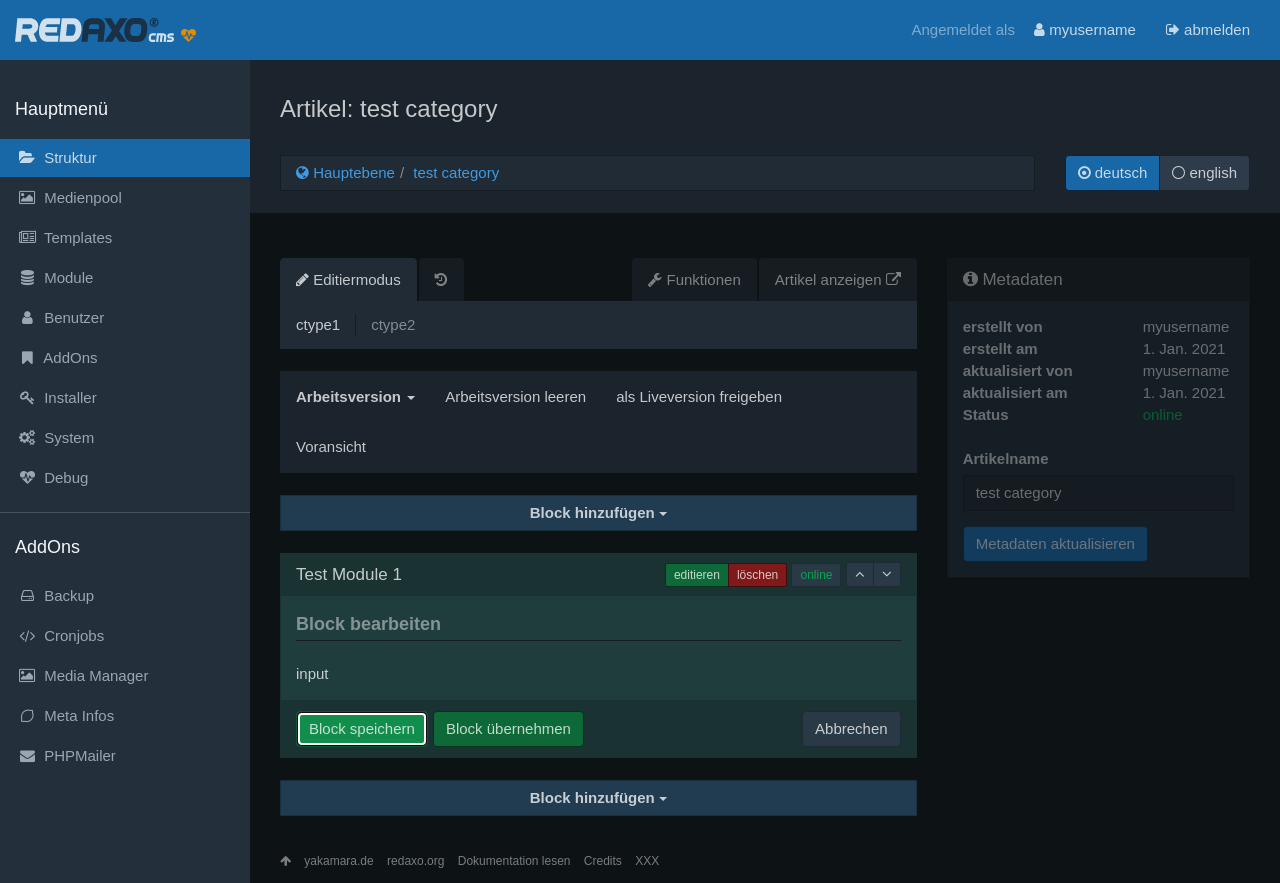 REDAXO® cms
Angemeldet als myusername abmelden
Hauptmenü
Struktur
Medienpool
Templates
Module
Benutzer
AddOns
Installer
System
Debug
AddOns
Backup
Cronjobs
Media Manager
Meta Infos
PHPMailer
Artikel: test category
Hauptebene / test category
deutsch english
Editiermodus Funktionen Artikel anzeigen
ctype1 ctype2
Arbeitsversion Arbeitsversion leeren als Liveversion freigeben
Voransicht
Block hinzufügen
Test Module 1 editieren löschen online
Block bearbeiten
input
Block speichern Block übernehmen Abbrechen
Block hinzufügen
Metadaten
erstellt von myusername
erstellt am 1. Jan. 2021
aktualisiert von myusername
aktualisiert am 1. Jan. 2021
Status online
Artikelname
test category
Metadaten aktualisieren
yakamara.de redaxo.org Dokumentation lesen Credits XXX